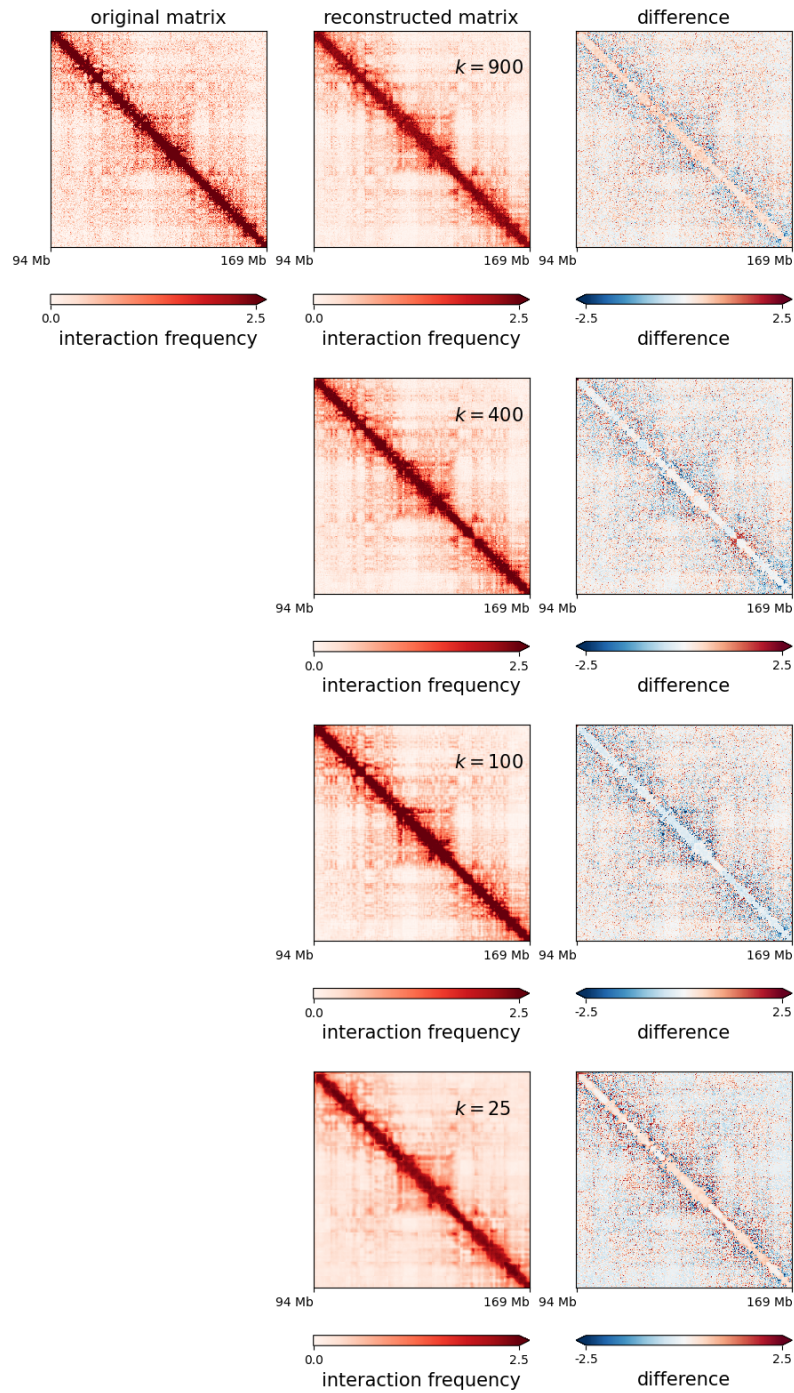 original matrix reconstructed matrix difference
k = 900
94 Mb 169 Mb 94 Mb 169 Mb 94 Mb 169 Mb
0.0 2.5 0.0 2.5 -2.5 2.5
interaction frequency interaction frequency difference
k = 400
94 Mb 169 Mb 94 Mb 169 Mb
0.0 2.5 -2.5 2.5
interaction frequency difference
k = 100
94 Mb 169 Mb 94 Mb 169 Mb
0.0 2.5 -2.5 2.5
interaction frequency difference
k = 25
94 Mb 169 Mb 94 Mb 169 Mb
0.0 2.5 -2.5 2.5
interaction frequency difference